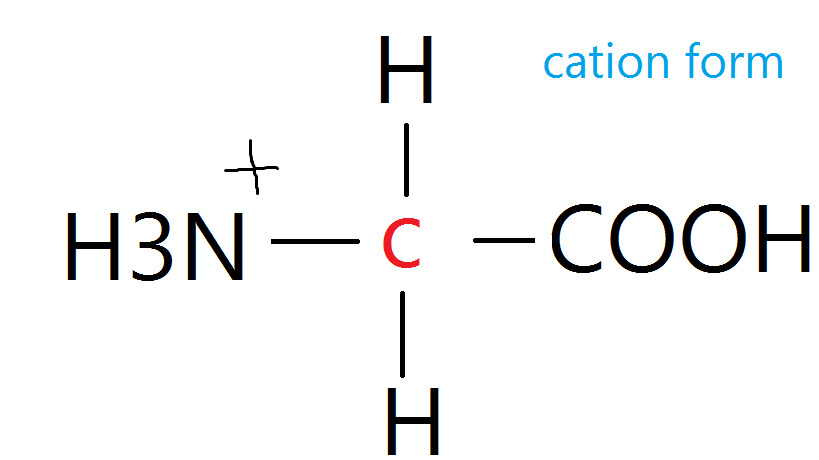 H
cation form
+
H3N C COOH
H